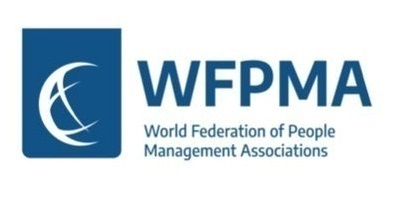 WFPMA
World Federation of People
Management Associations